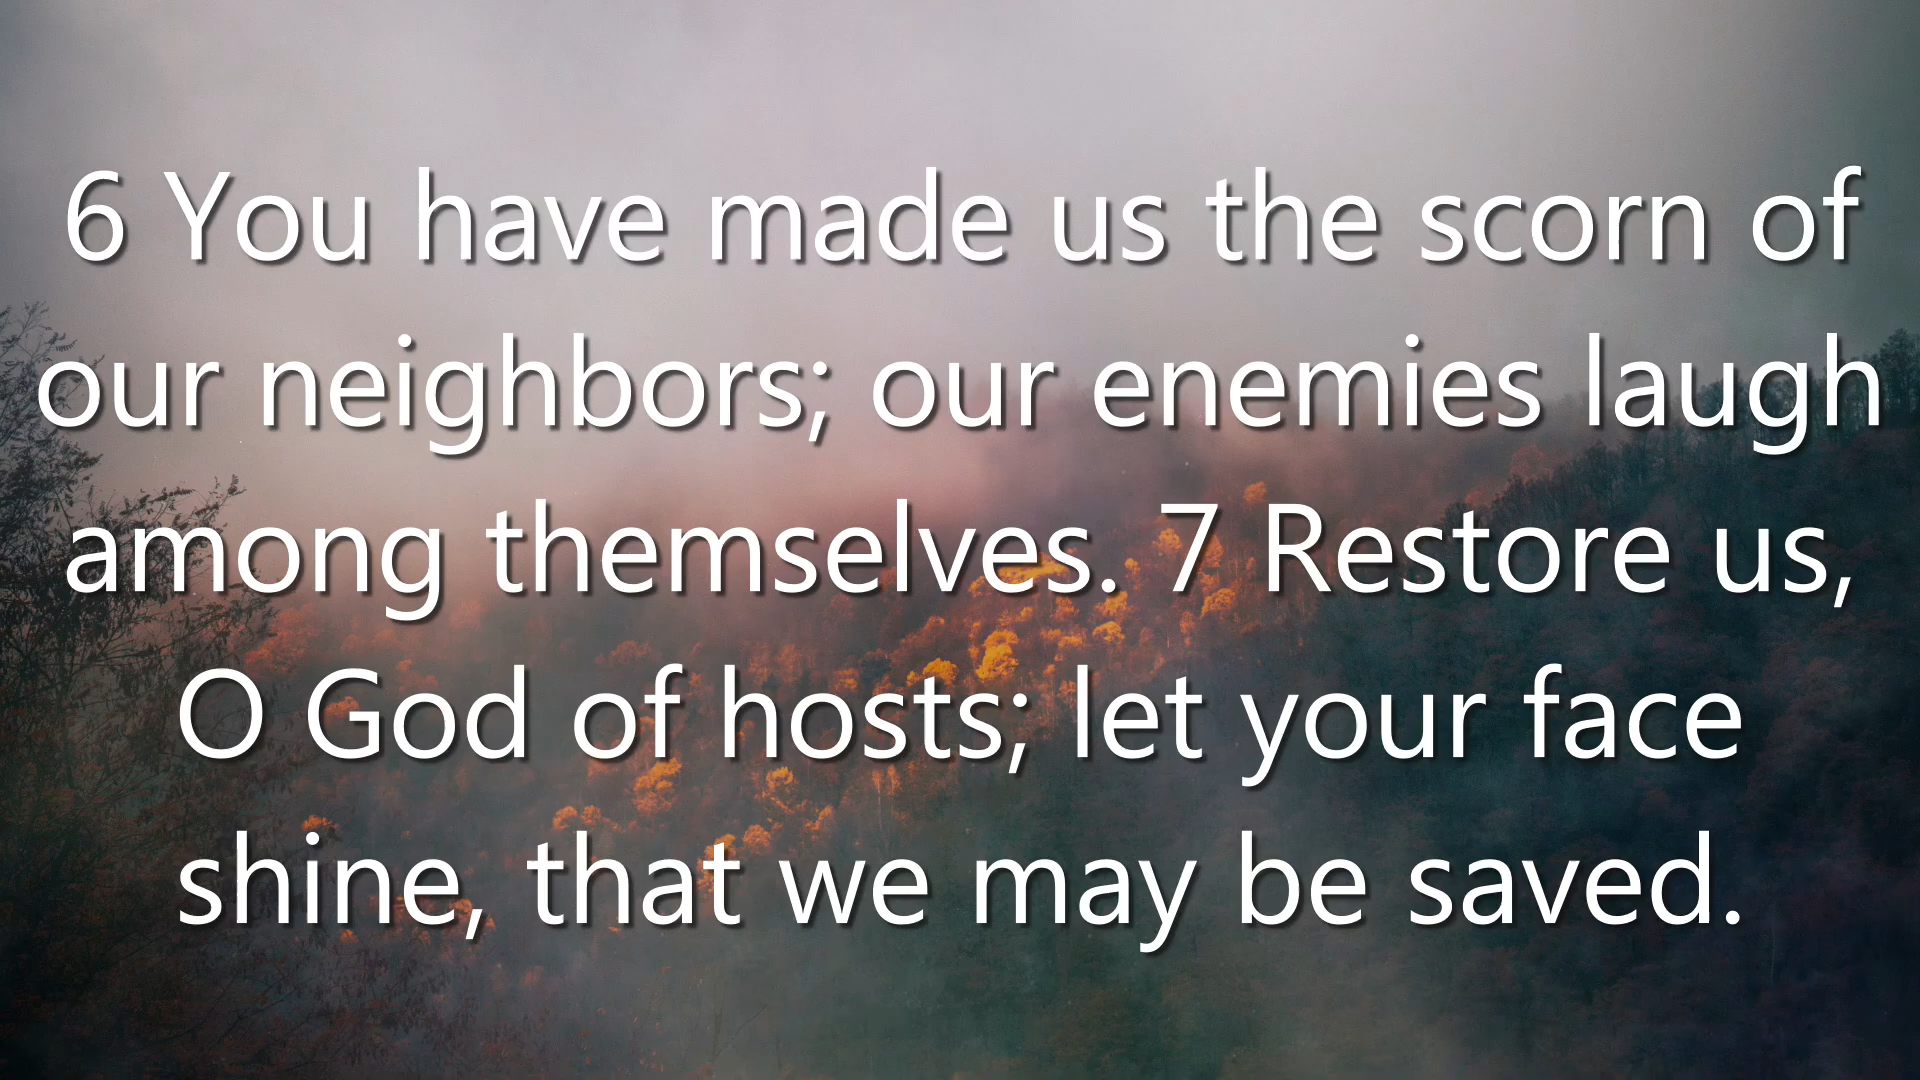 6 You have made us the scorn of
our neighbors; our enemies laugh
among themselves. 7 Restore us,
O God of hosts; let your face
shine, that we may be saved.